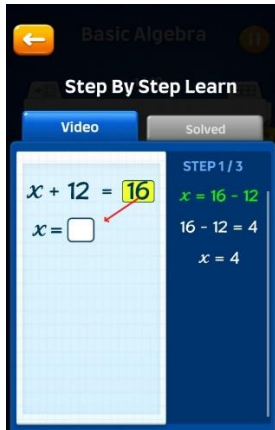 Basic Algebra
Step By Step Learn
Video
Solved
x + 12 = 16
x =
STEP 1 / 3
x = 16 - 12
16 - 12 = 4
x = 4